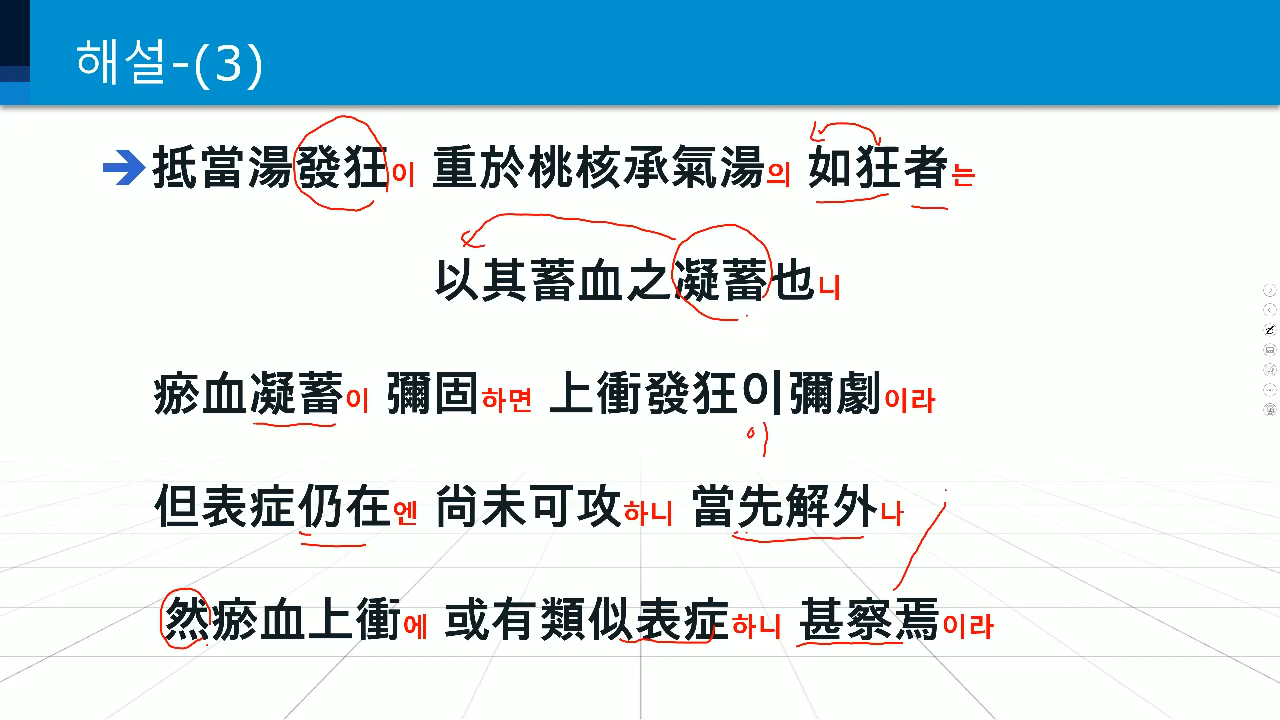 해설-(3)
抵當湯發狂이 重於桃核承氣湯의 如狂者는
以其蓄血之凝蓄也니
瘀血凝蓄이 彌固하면 上衝發狂이彌劇이라
이
但表症仍在엔 尚未可攻하니 當先解外나
然瘀血上衝에 或有類似表症하니 甚察焉이라